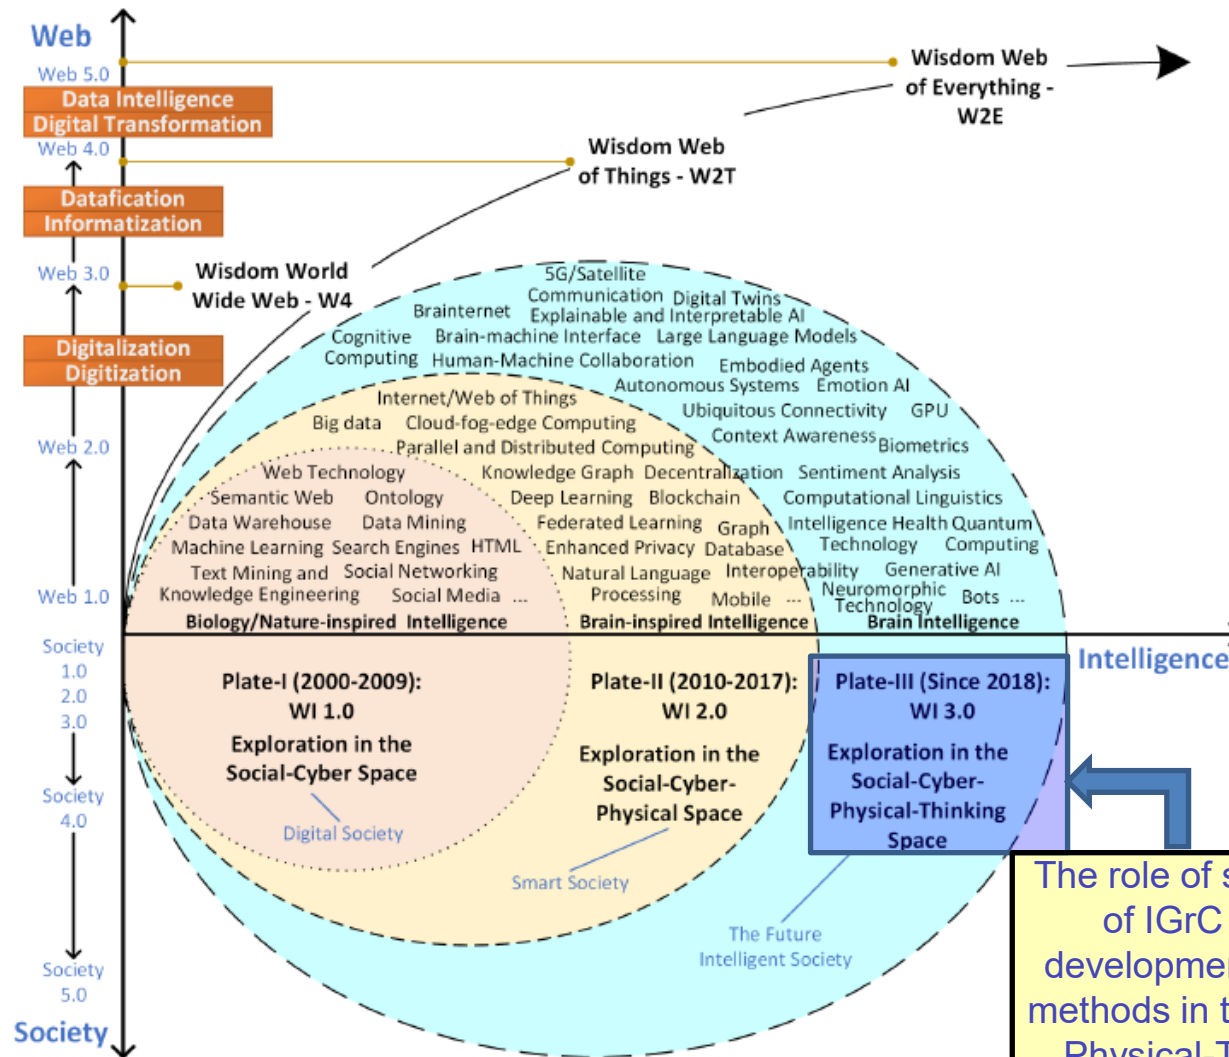 Web
Web 5.0
Data Intelligence
Digital Transformation
Web 4.0
Datafication
Informatization
Web 3.0
Digitalization
Digitization
Web 2.0
Web 1.0
Wisdom Web
of Everything -
W2E
Wisdom Web
of Things - W2T
Wisdom World
Wide Web - W4
5G/Satellite
Communication Digital Twins
Brainternet Explainable and Interpretable AI
Cognitive Brain-machine Interface Large Language Models
Computing Human-Machine Collaboration Embodied Agents
Autonomous Systems Emotion AI
Internet/Web of Things
Ubiquitous Connectivity GPU
Big data Cloud-fog-edge Computing
Context Awareness Biometrics
Parallel and Distributed Computing
Web Technology Knowledge Graph Decentralization Sentiment Analysis
Semantic Web Ontology Deep Learning Blockchain Computational Linguistics
Data Warehouse Data Mining Federated Learning Graph Intelligence Health Quantum
Machine Learning Search Engines HTML Enhanced Privacy Database Technology Computing
Text Mining and Social Networking Natural Language Interoperability Generative AI
Knowledge Engineering Social Media ... Processing Mobile ... Neuromorphic
Technology Bots ...
Biology/Nature-inspired Intelligence Brain-inspired Intelligence Brain Intelligence
Intelligence
Society
1.0
2.0
3.0
Society
4.0
Society
5.0
Society
Plate-I (2000-2009):
WI 1.0
Exploration in the
Social-Cyber Space
Digital Society
Plate-II (2010-2017):
WI 2.0
Exploration in the
Social-Cyber-
Physical Space
Smart Society
Plate-III (Since 2018):
WI 3.0
Exploration in the
Social-Cyber-
Physical-Thinking
Space
The Future
Intelligent Society
The role of
of IGrC
methods in